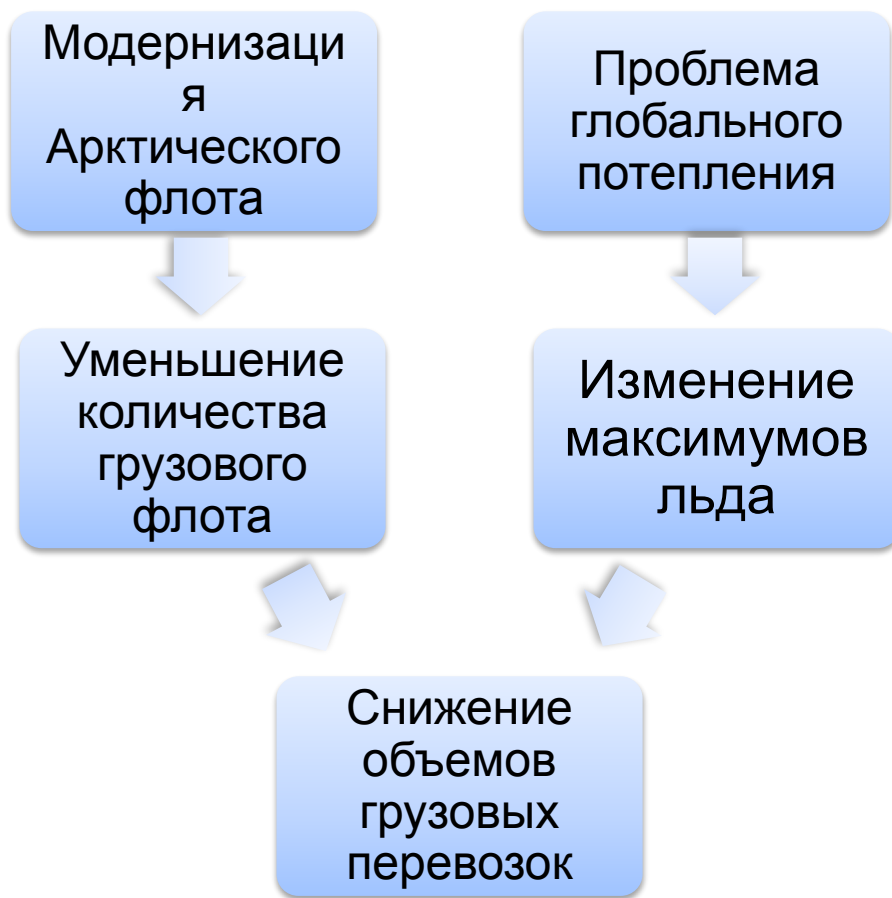 Модернизаци
я
Арктического
флота
Проблема
глобального
потепления
Уменьшение
количества
грузового
флота
Изменение
максимумов
льда
Снижение
объемов
грузовых
перевозок